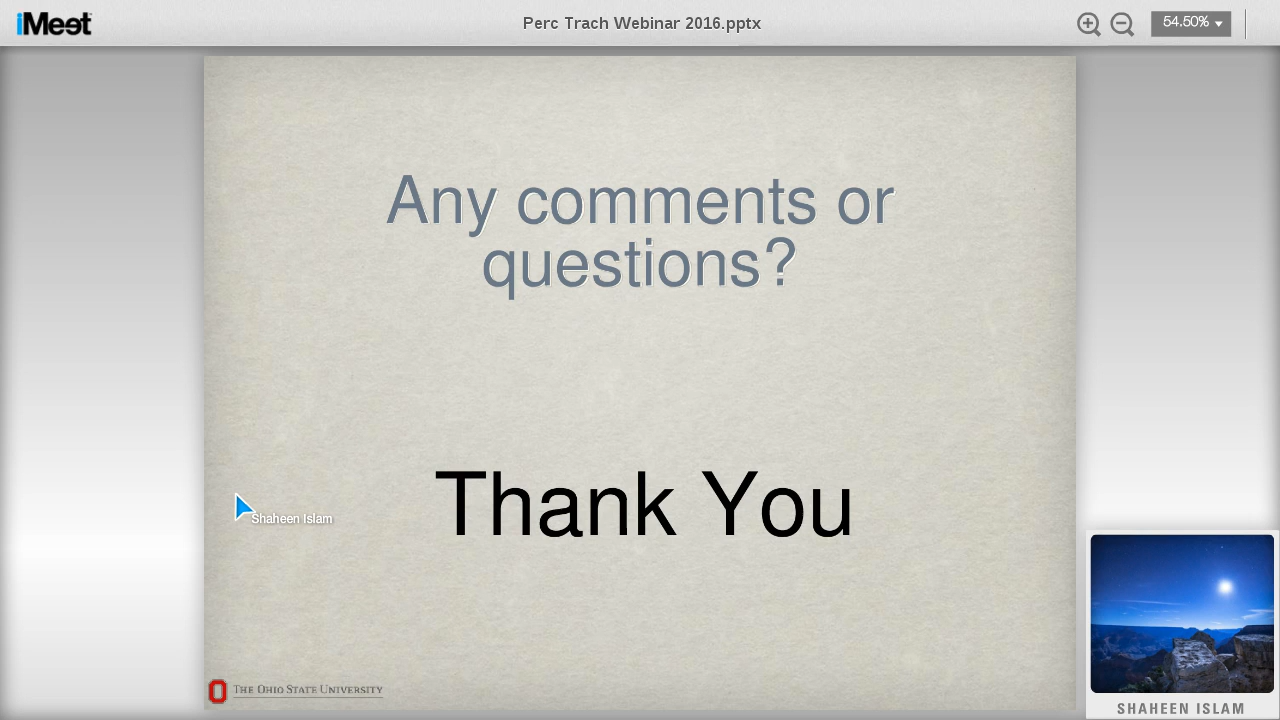 iMeet
Perc Trach Webinar 2016.pptx
54.50%
Any comments or
questions?
Thank You
Shaheen Islam
THE OHIO STATE UNIVERSITY
SHAHEEN ISLAM